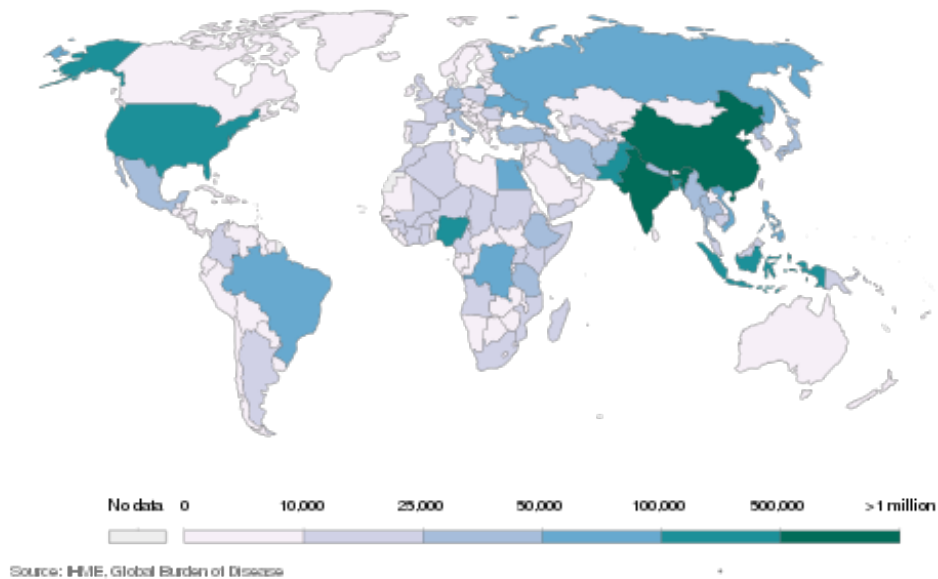 No data 0 10,000 25,000 50,000 100,000 500,000 >1 million
Source: IHME, Global Burden of Disease